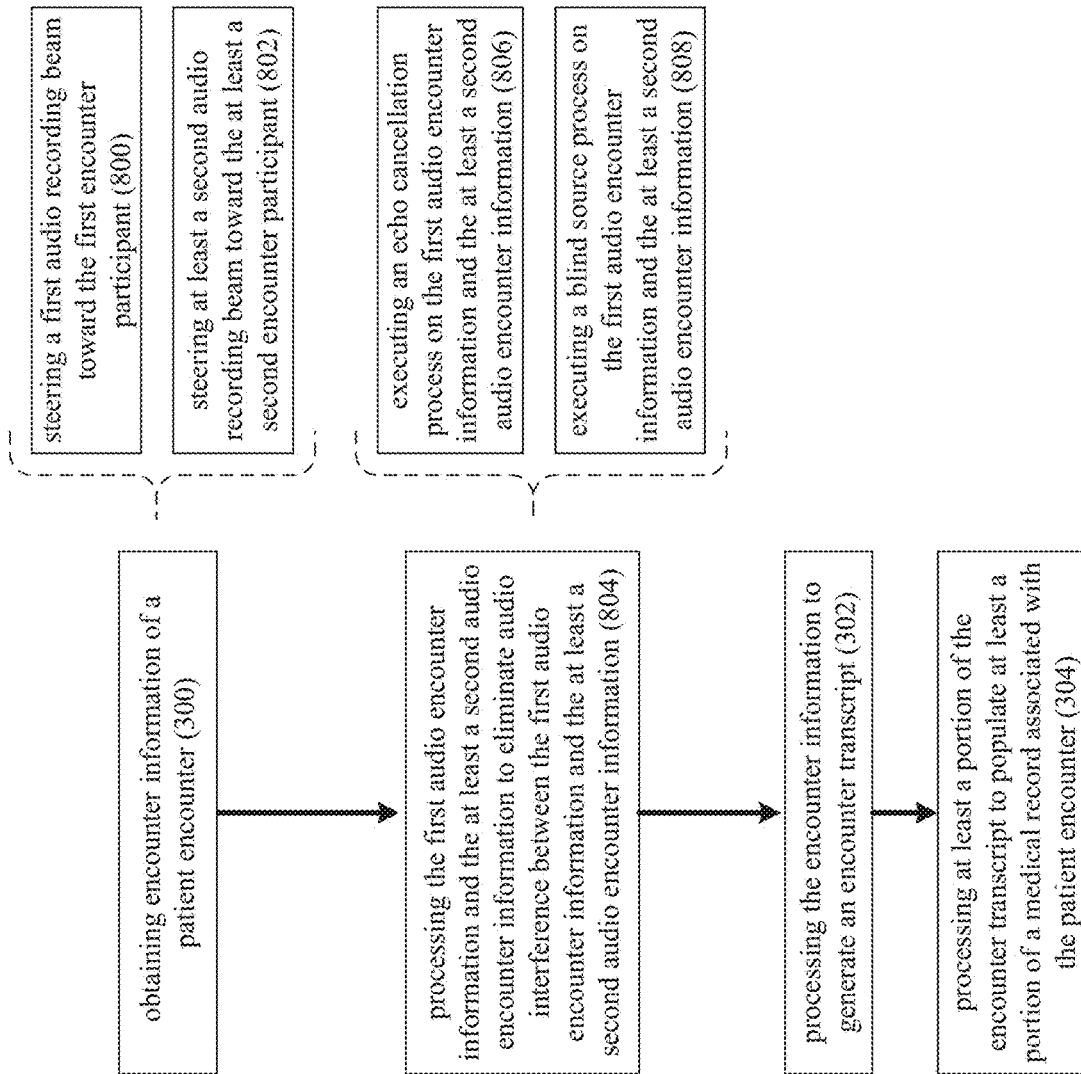 obtaining encounter information of a
patient encounter (300)
steering a first audio recording beam
toward the first encounter
participant (800)
steering at least a second audio
recording beam toward the at least a
second encounter participant (802)
processing the first audio encounter
information and the at least a second audio
encounter information to eliminate audio
interference between the first audio
encounter information and the at least a
second audio encounter information (804)
executing an echo cancellation
process on the first audio encounter
information and the at least a second
audio encounter information (806)
executing a blind source process on
the first audio encounter
information and the at least a second
audio encounter information (808)
processing the encounter information to
generate an encounter transcript (302)
processing at least a portion of the
encounter transcript to populate at least a
portion of a medical record associated with
the patient encounter (304)